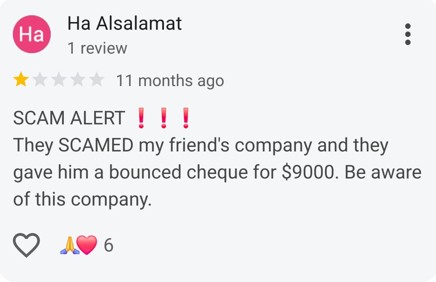 Ha
Ha Alsalamat
1 review
11 months ago
SCAM ALERT ❗❗❗
They SCAMED my friend's company and they
gave him a bounced cheque for $9000. Be aware
of this company.
🙏❤️ 6